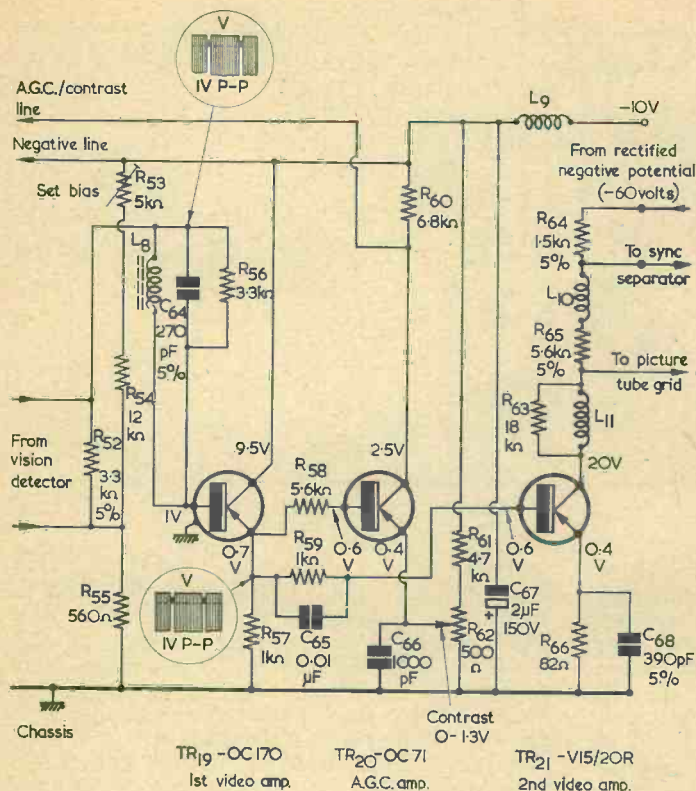 V
IV P-P
A.G.C./contrast
line
L9
-10V
Negative line
From rectified
negative potential
(-60volts)
Set bias
R53
5kΩ
R60
6.8kΩ
R64
1.5kΩ
5%
To sync
separator
L8
R56
3.3kΩ
C64
270
pF
5%
L10
R65
5.6kΩ
5%
To picture
tube grid
R54
12
kΩ
R63
18
kΩ
L11
From
vision
detector
R52
3.3
kΩ
5%
9.5V
2.5V
20V
R58
5.6kΩ
1V
0.7
V
0.6
V
0.4
V
0.6
V
0.4
V
R59
1kΩ
R61
4.7
kΩ
V
IV P-P
R55
560Ω
R57
1kΩ
C65
0.01
µF
C66
1000
pF
R62
500
Ω
C67
2µF
150V
+
R66
82Ω
C68
390pF
5%
Chassis
Contrast
0-1.3V
TR19-OC170
1st video amp.
TR20-OC71
A.G.C. amp.
TR21-V15/20R
2nd video amp.